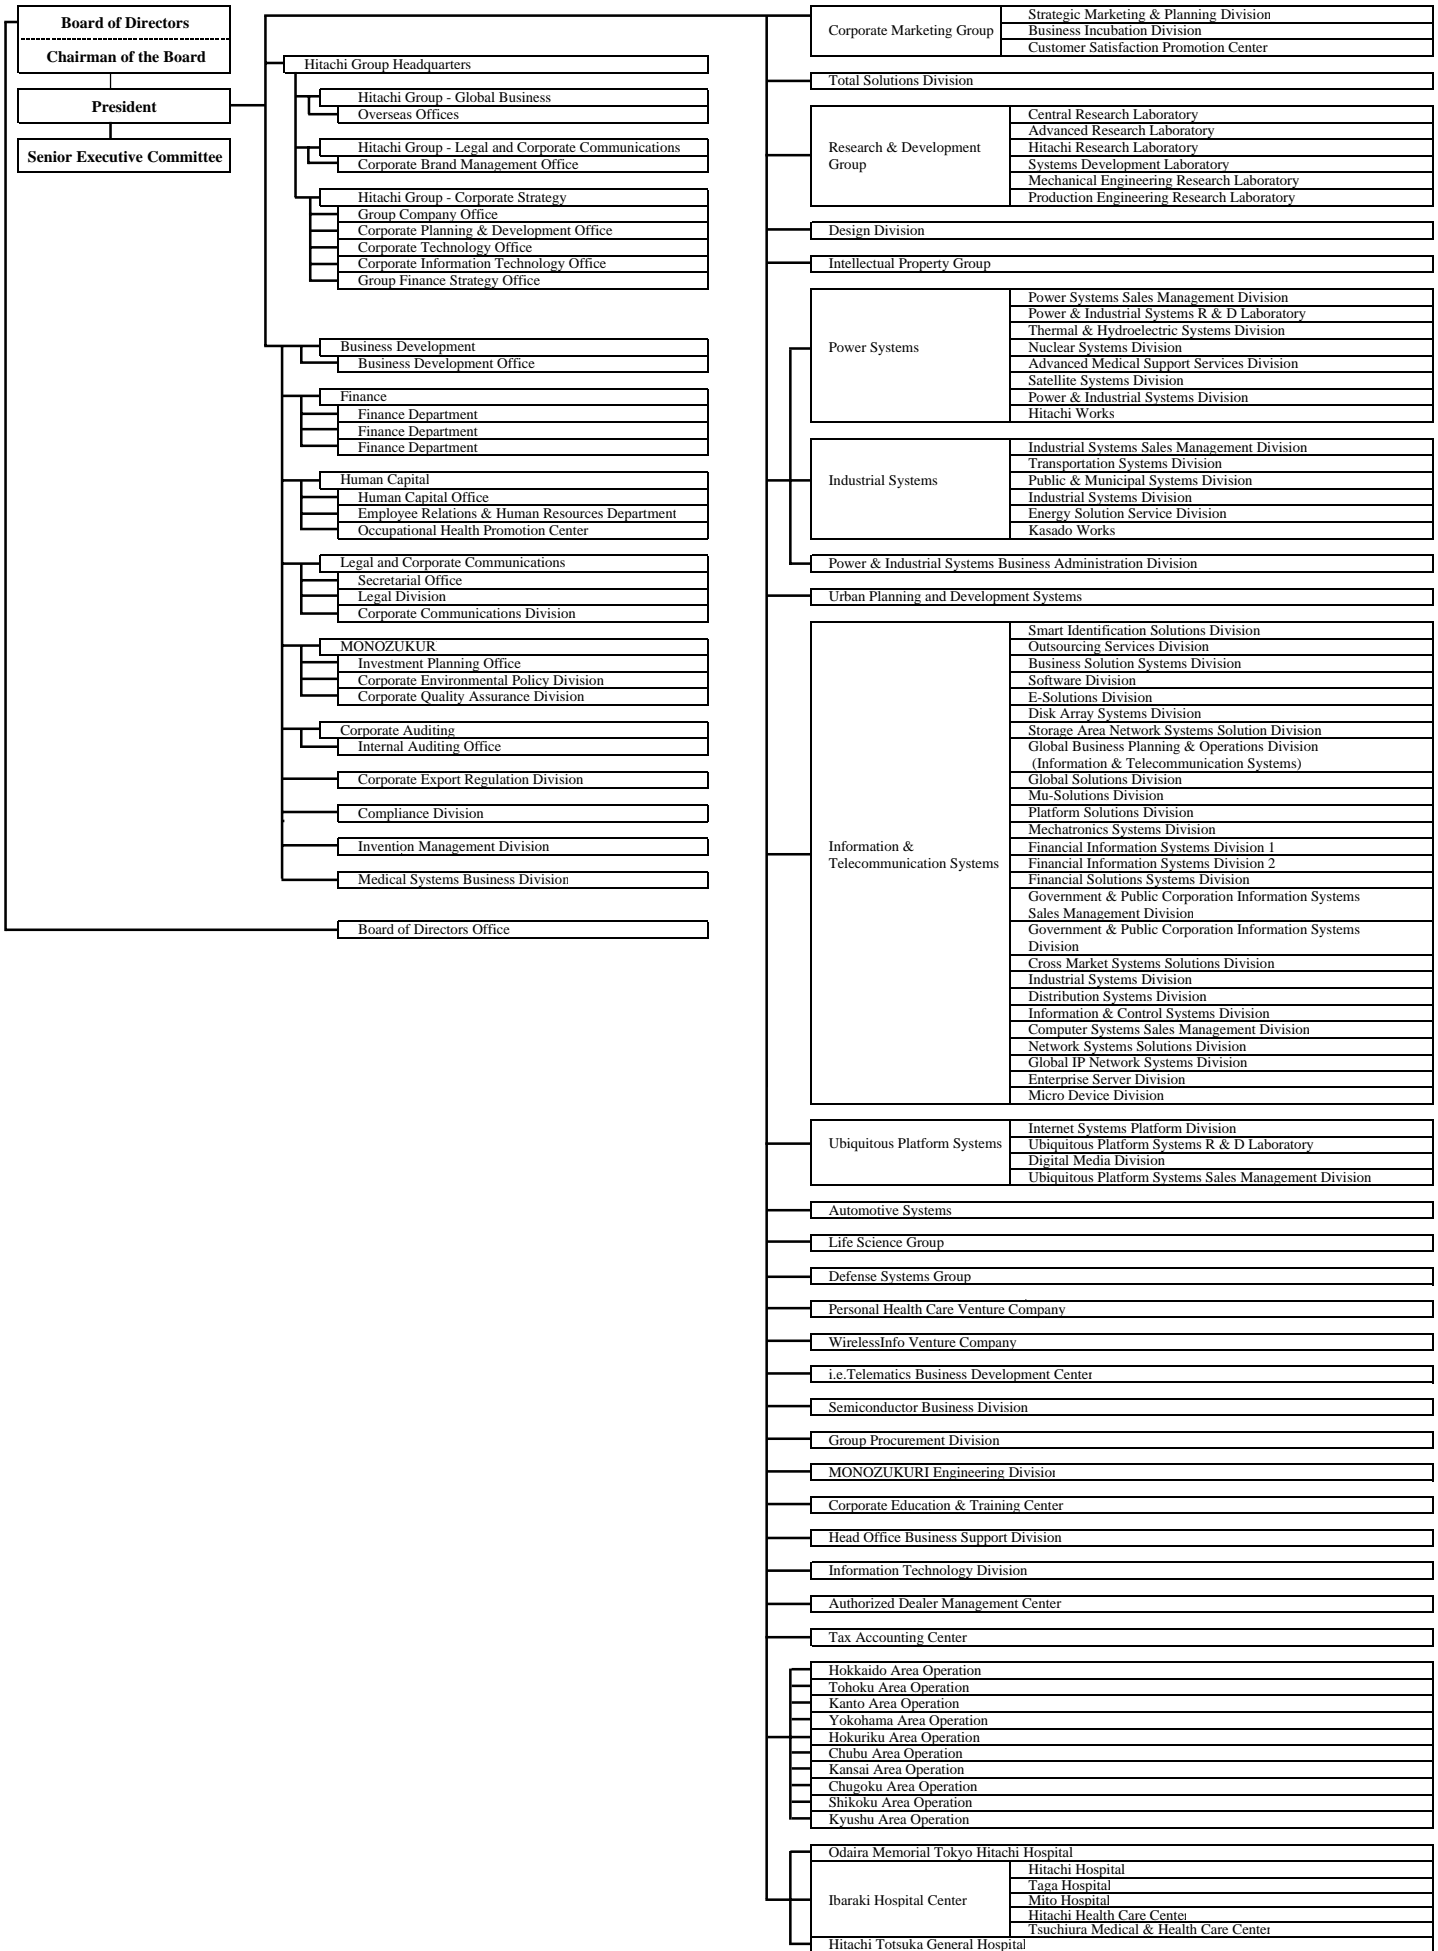 Board of Directors
Chairman of the Board
President
Senior Executive Committee
Hitachi Group Headquarters
Hitachi Group - Global Business
Overseas Offices
Hitachi Group - Legal and Corporate Communications
Corporate Brand Management Office
Hitachi Group - Corporate Strategy
Group Company Office
Corporate Planning & Development Office
Corporate Technology Office
Corporate Information Technology Office
Group Finance Strategy Office
Business Development
Business Development Office
Finance
Finance Department
Finance Department
Finance Department
Human Capital
Human Capital Office
Employee Relations & Human Resources Department
Occupational Health Promotion Center
Legal and Corporate Communications
Secretarial Office
Legal Division
Corporate Communications Division
MONOZUKUR
Investment Planning Office
Corporate Environmental Policy Division
Corporate Quality Assurance Division
Corporate Auditing
Internal Auditing Office
Corporate Export Regulation Division
Compliance Division
Invention Management Division
Medical Systems Business Division
Board of Directors Office
Corporate Marketing Group
Strategic Marketing & Planning Division
Business Incubation Division
Customer Satisfaction Promotion Center
Total Solutions Division
Research & Development
Group
Central Research Laboratory
Advanced Research Laboratory
Hitachi Research Laboratory
Systems Development Laboratory
Mechanical Engineering Research Laboratory
Production Engineering Research Laboratory
Design Division
Intellectual Property Group
Power Systems
Power Systems Sales Management Division
Power & Industrial Systems R & D Laboratory
Thermal & Hydroelectric Systems Division
Nuclear Systems Division
Advanced Medical Support Services Division
Satellite Systems Division
Power & Industrial Systems Division
Hitachi Works
Industrial Systems
Industrial Systems Sales Management Division
Transportation Systems Division
Public & Municipal Systems Division
Industrial Systems Division
Energy Solution Service Division
Kasado Works
Power & Industrial Systems Business Administration Division
Urban Planning and Development Systems
Information &
Telecommunication Systems
Smart Identification Solutions Division
Outsourcing Services Division
Business Solution Systems Division
Software Division
E-Solutions Division
Disk Array Systems Division
Storage Area Network Systems Solution Division
Global Business Planning & Operations Division
(Information & Telecommunication Systems)
Global Solutions Division
Mu-Solutions Division
Platform Solutions Division
Mechatronics Systems Division
Financial Information Systems Division 1
Financial Information Systems Division 2
Financial Solutions Systems Division
Government & Public Corporation Information Systems
Sales Management Division
Government & Public Corporation Information Systems
Division
Cross Market Systems Solutions Division
Industrial Systems Division
Distribution Systems Division
Information & Control Systems Division
Computer Systems Sales Management Division
Network Systems Solutions Division
Global IP Network Systems Division
Enterprise Server Division
Micro Device Division
Ubiquitous Platform Systems
Internet Systems Platform Division
Ubiquitous Platform Systems R & D Laboratory
Digital Media Division
Ubiquitous Platform Systems Sales Management Division
Automotive Systems
Life Science Group
Defense Systems Group
Personal Health Care Venture Company
WirelessInfo Venture Company
i.e.Telematics Business Development Center
Semiconductor Business Division
Group Procurement Division
MONOZUKURI Engineering Division
Corporate Education & Training Center
Head Office Business Support Division
Information Technology Division
Authorized Dealer Management Center
Tax Accounting Center
Hokkaido Area Operation
Tohoku Area Operation
Kanto Area Operation
Yokohama Area Operation
Hokuriku Area Operation
Chubu Area Operation
Kansai Area Operation
Chugoku Area Operation
Shikoku Area Operation
Kyushu Area Operation
Odaira Memorial Tokyo Hitachi Hospital
Ibaraki Hospital Center
Hitachi Hospital
Taga Hospital
Mito Hospital
Hitachi Health Care Center
Tsuchiura Medical & Health Care Center
Hitachi Totsuka General Hospital